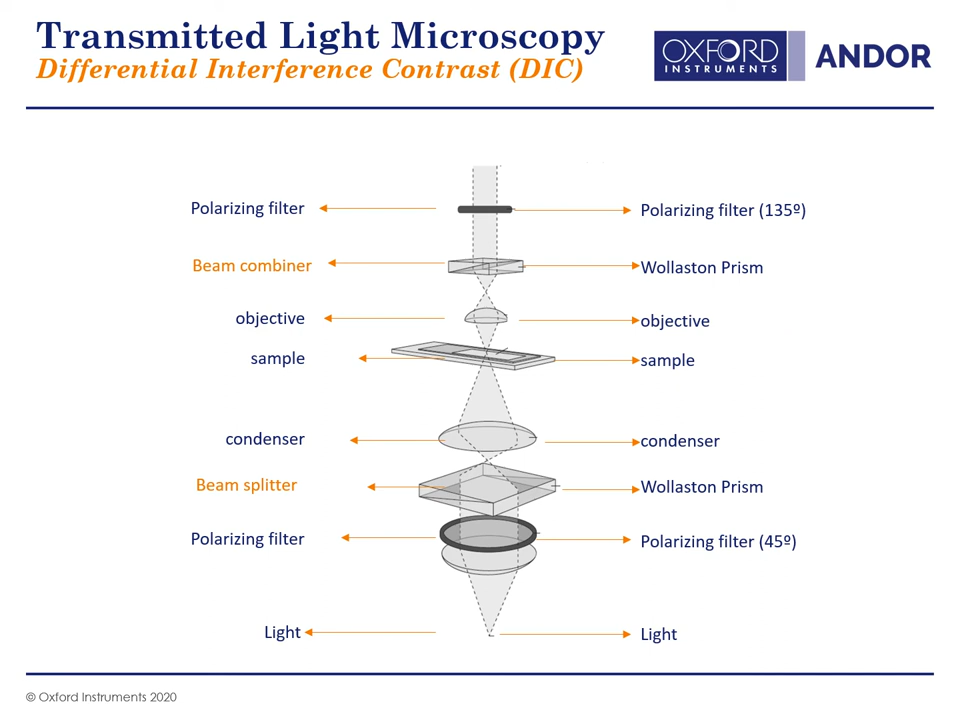 Transmitted Light Microscopy
Differential Interference Contrast (DIC)
OXFORD
INSTRUMENTS
ANDOR
Polarizing filter
Polarizing filter (135º)
Beam combiner
Wollaston Prism
objective
objective
sample
sample
condenser
condenser
Beam splitter
Wollaston Prism
Polarizing filter
Polarizing filter (45º)
Light
Light
© Oxford Instruments 2020